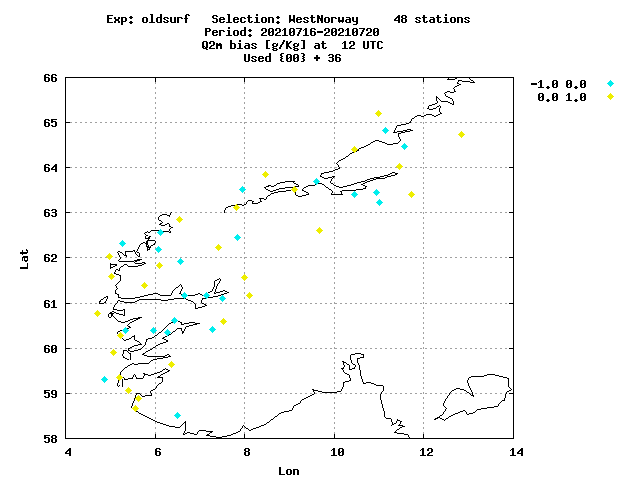 Exp: oldsurf   Selection: WestNorway     48 stations
Period: 20210716-20210720
Q2m bias [g/Kg] at  12 UTC
Used {00} + 36
-1.0 0.0
0.0 1.0
66
65
64
63
62
61
60
59
58
Lat
4 6 8 10 12 14
Lon